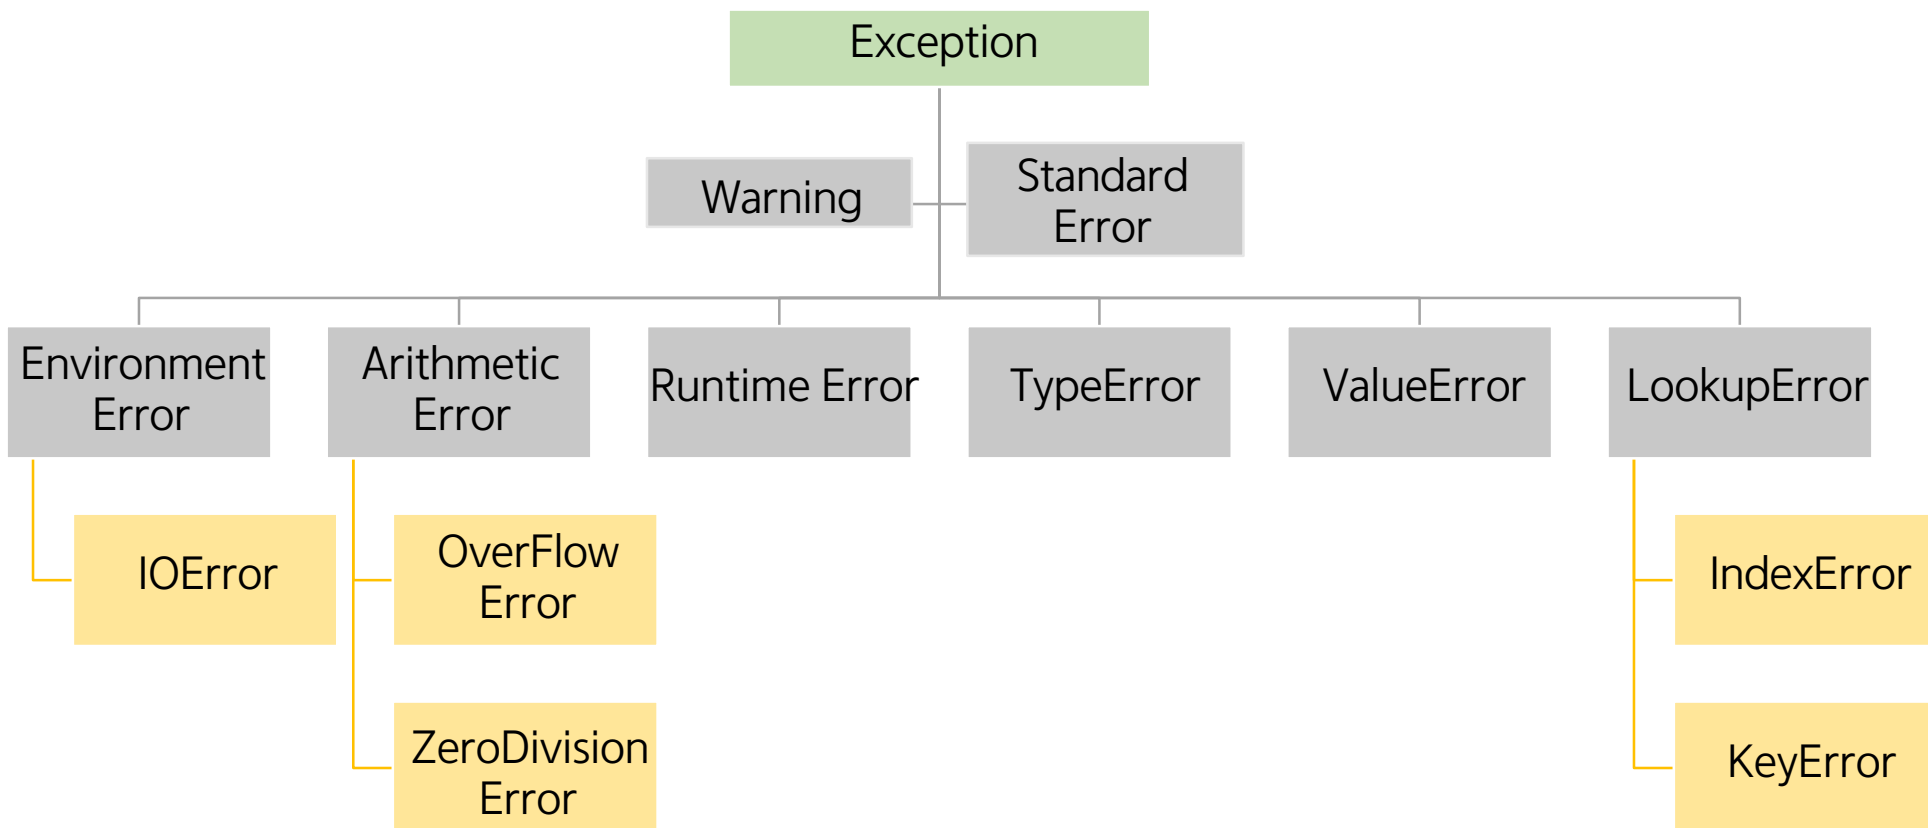 Exception
Warning
Standard
Error
Environment
Error
Arithmetic
Error
Runtime Error
TypeError
ValueError
LookupError
IOError
OverFlow
Error
IndexError
ZeroDivision
Error
KeyError